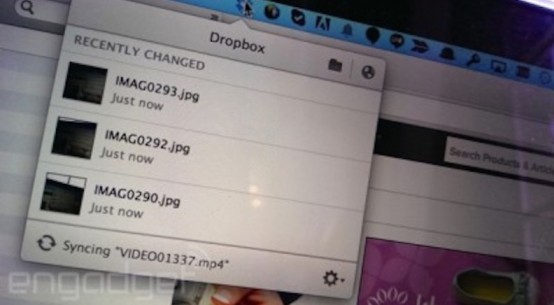 Dropbox
RECENTLY CHANGED
IMAG0293.jpg
Just now
IMAG0292.jpg
Just now
IMAG0290.jpg
Just now
Syncing "VIDEO01337.mp4"
Search Products & Article
engadget